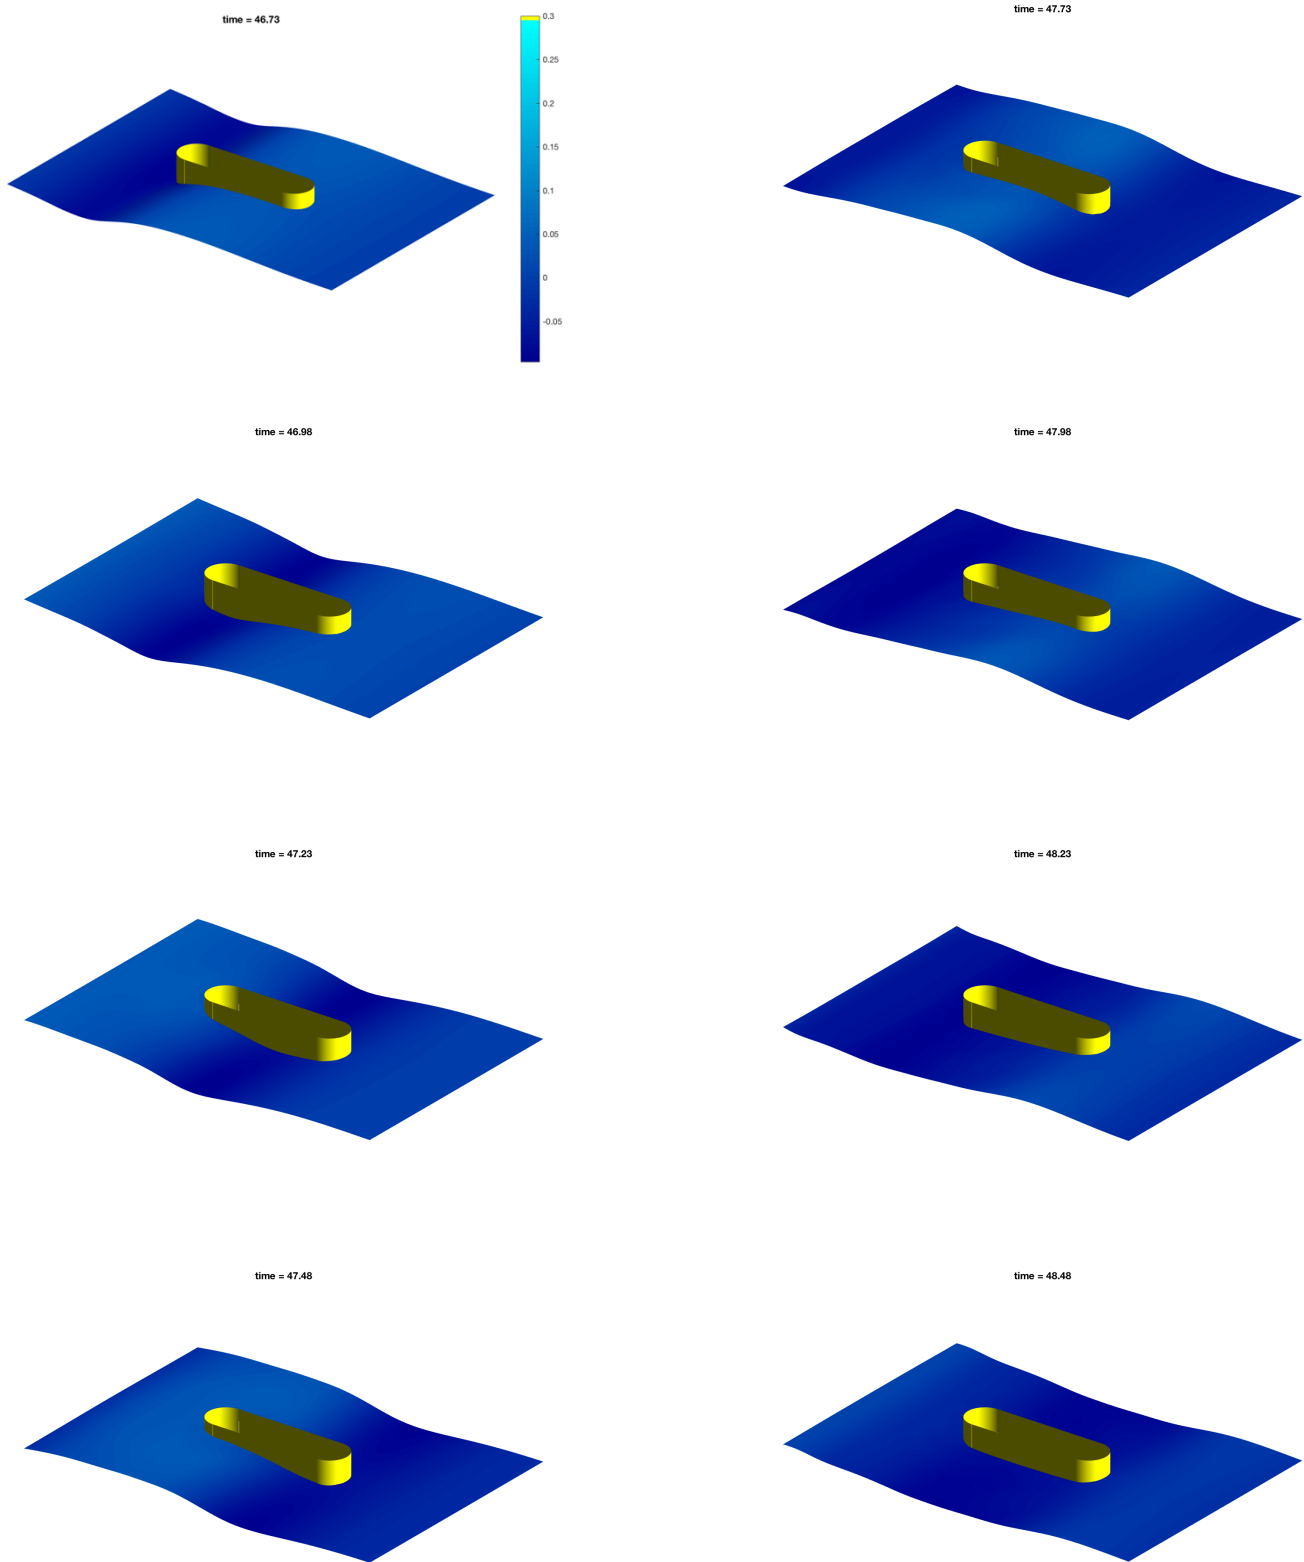 time = 46.73
0.3
0.25
0.2
0.15
0.1
0.05
0
-0.05
time = 47.73
time = 46.98
time = 47.98
time = 47.23
time = 48.23
time = 47.48
time = 48.48